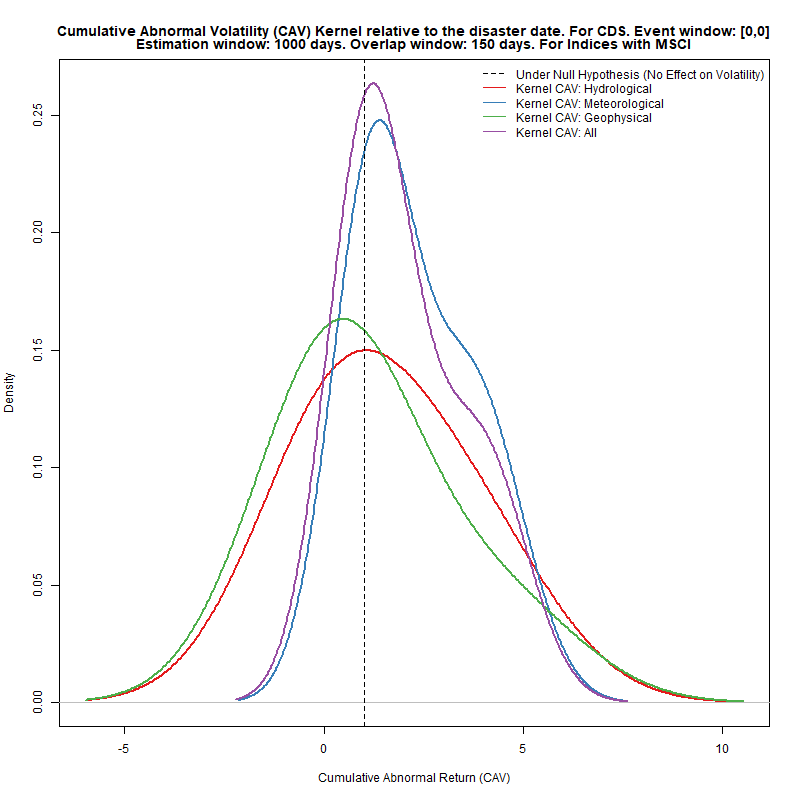 Cumulative Abnormal Volatility (CAV) Kernel relative to the disaster date. For CDS. Event window: [0,0]
Estimation window: 1000 days. Overlap window: 150 days. For Indices with MSCI
Under Null Hypothesis (No Effect on Volatility)
Kernel CAV: Hydrological
Kernel CAV: Meteorological
Kernel CAV: Geophysical
Kernel CAV: All
Density
0.25
0.20
0.15
0.10
0.05
0.00
-5
0
5
10
Cumulative Abnormal Return (CAV)